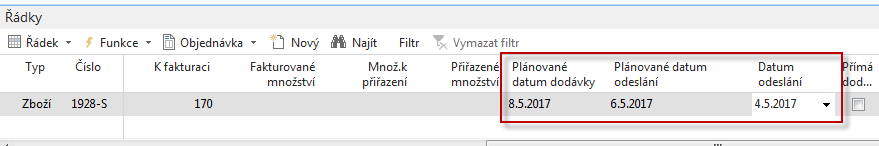 Řádky
Řádek Funkce Objednávka Nový Najít Filtr Vymazat filtr
Typ Číslo K fakturaci Fakturované množství Množ.k přiřazení Přiřazené množství Plánované datum dodávky Plánované datum odeslání Datum odeslání Přímá dod...
Zboží 1928-S 170 8.5.2017 6.5.2017 4.5.2017